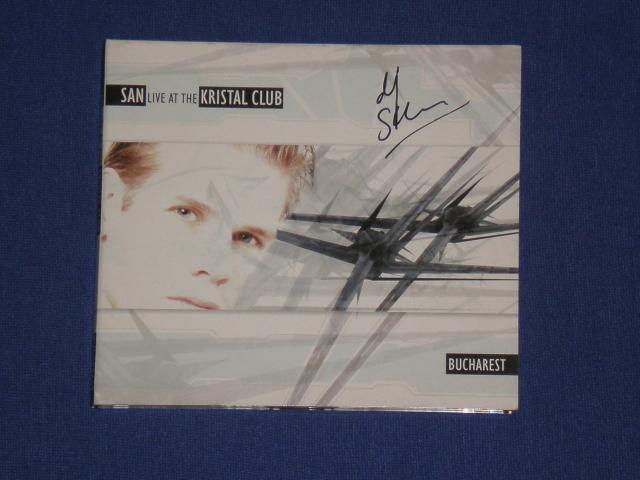 SAN LIVE AT THE KRISTAL CLUB
BUCHAREST